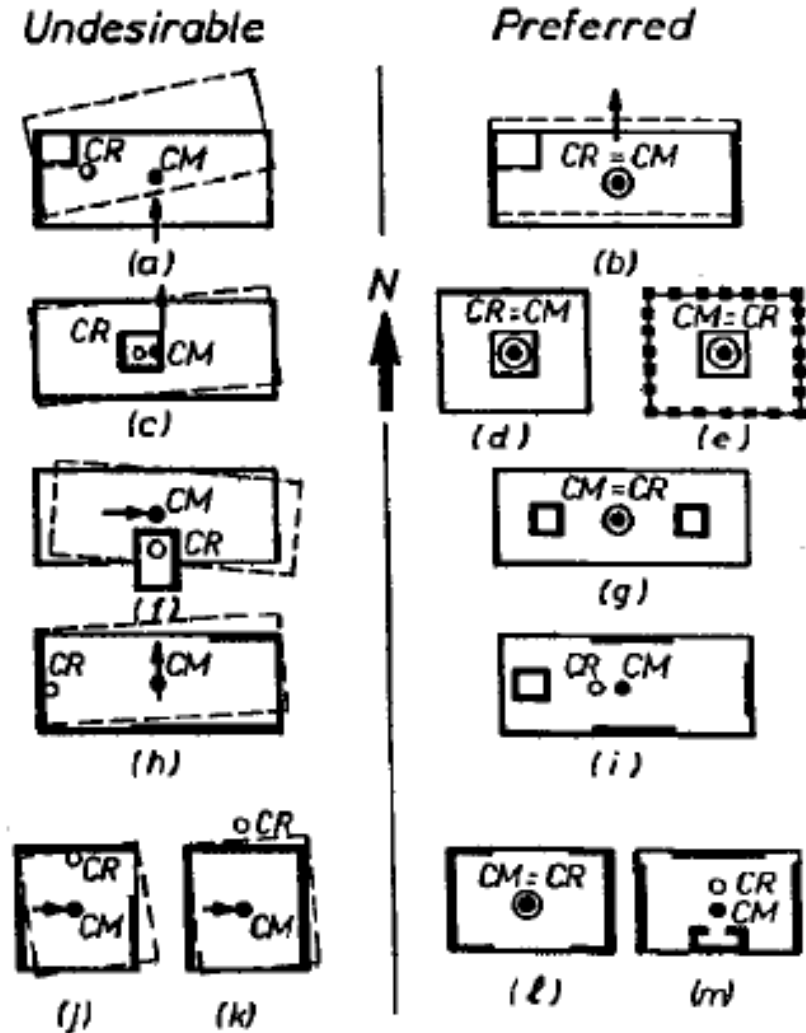 Undesirable Preferred
CR CM
CR = CM
(a)
(b)
N
CR CM
CR=CM
CM=CR
(c)
(d)
(e)
CM
CR
CM=CR
(f)
(g)
CR CM
CR CM
(h)
(i)
CR
CR
CM
CM
CM=CR
CR
CM
(j)
(k)
(l)
(m)